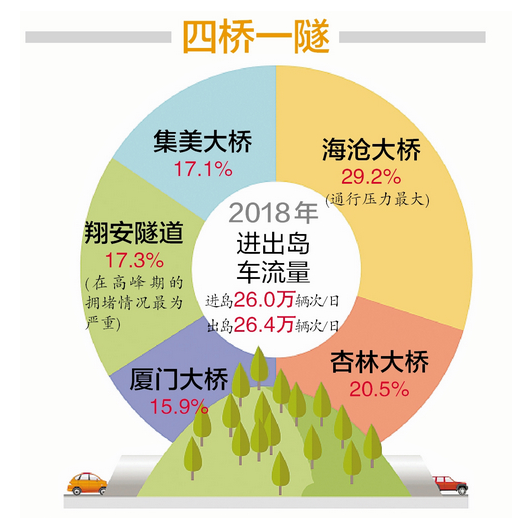 四桥一隧
集美大桥
17.1%
海沧大桥
29.2%
(通行压力最大)
翔安隧道
17.3%
(在高峰期的
拥堵情况最为
严重)
2018年
进出岛
车流量
进岛26.0万辆次/日
出岛26.4万辆次/日
厦门大桥
15.9%
杏林大桥
20.5%